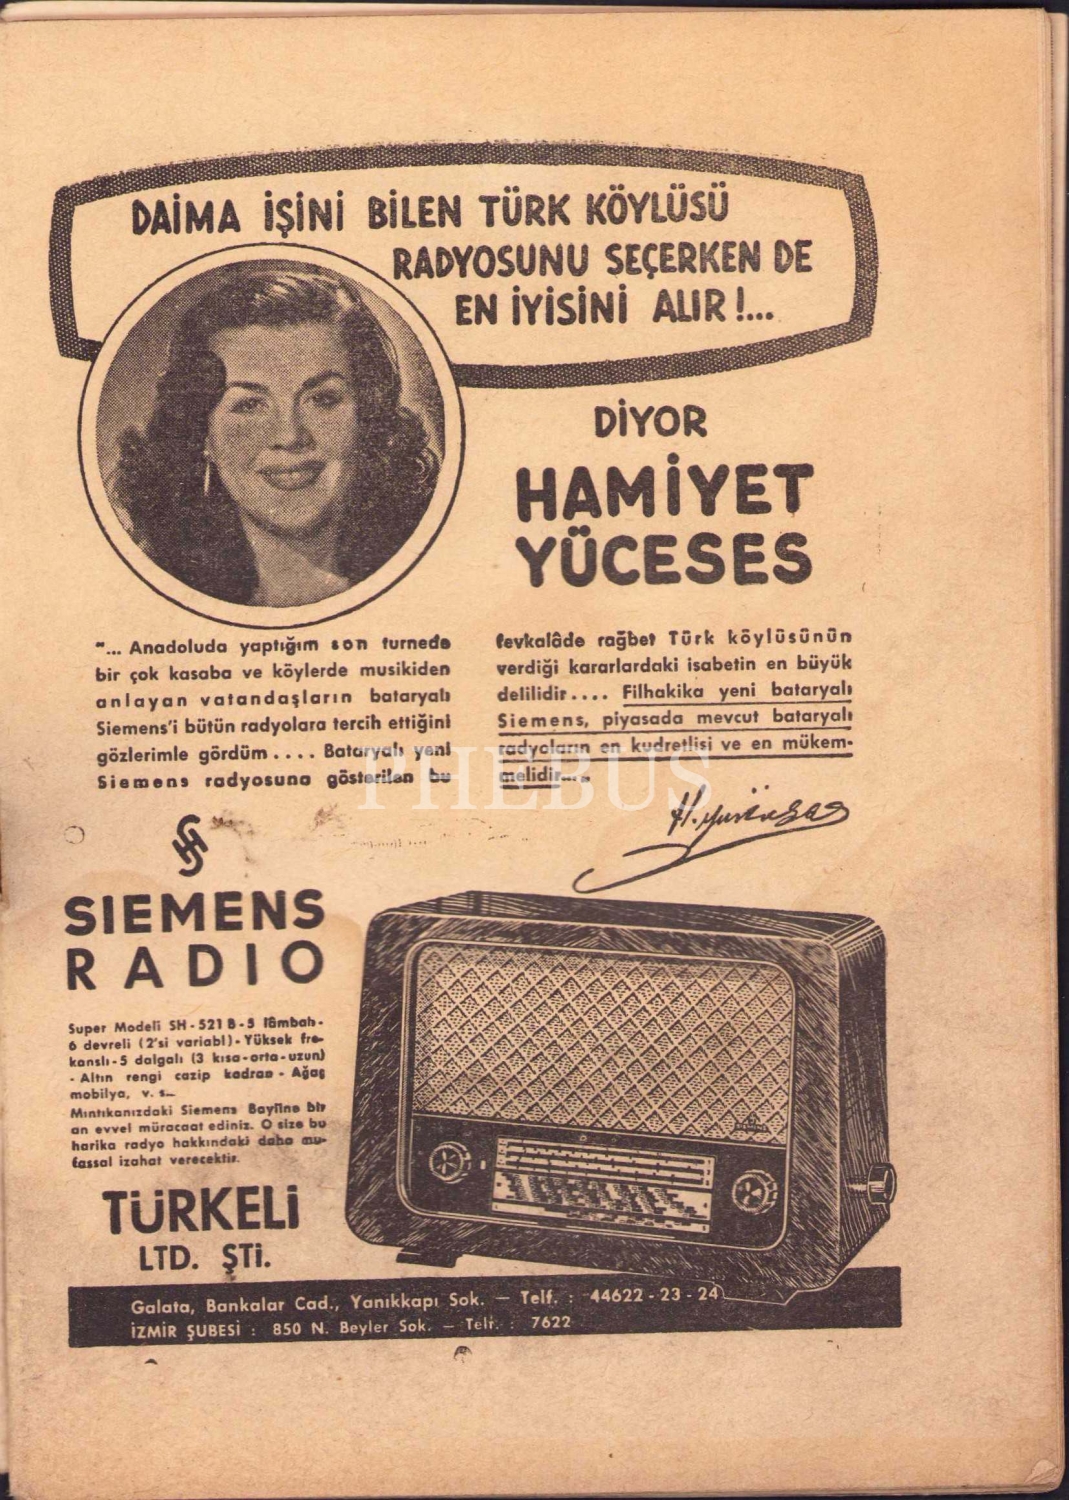 DAİMA İŞİNİ BİLEN TÜRK KÖYLÜSÜ
RADYOSUNU SEÇERKEN DE
EN İYİSİNİ ALIR !...
DİYOR
HAMİYET
YÜCESES
"... Anadoluda yaptığım son turnede
bir çok kasaba ve köylerde musikiden
anlayan vatandaşların bataryalı
Siemens'i bütün radyolara tercih ettiğini
gözlerimle gördüm .... Bataryalı yeni
Siemens radyosuna gösterilen bu
fevkalâde rağbet Türk köylüsünün
verdiği kararlardaki isabetin en büyük
delilidir.... Filhakika yeni bataryalı
Siemens, piyasada mevcut bataryalı
radyoların en kudretlisi ve en mükem-
melidir..."
H. Yüceses
PHEBUS
SIEMENS
RADIO
Super Modeli SH-521 B-5 lâmbalı-
6 devreli (2'si variabl)-Yüksek fre-
kanslı-5 dalgalı (3 kısa-orta-uzun)
- Altın rengi cazip kadran - Ağaç
mobilya, v. s...
Mıntıkanızdaki Siemens Bayiine bir
an evvel müracaat ediniz. O size bu
harika radyo hakkındaki daha mu-
fassal izahat verecektir.
TÜRKELİ
LTD. ŞTİ.
Galata, Bankalar Cad., Yanıkkapı Sok. — Telf. : 44622-23-24
İZMİR ŞUBESİ : 850 N. Beyler Sok. — Telf. : 7622